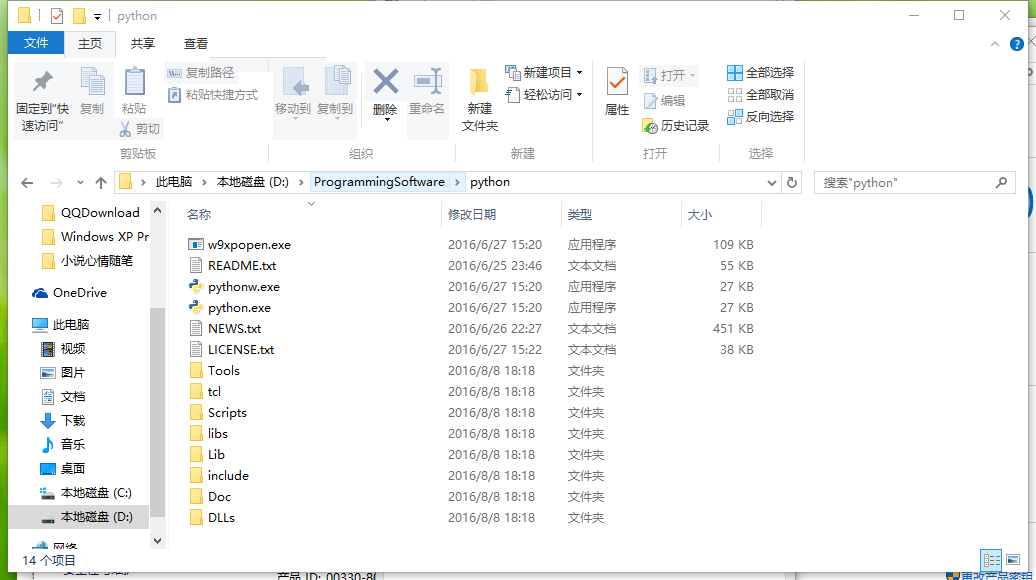 python
文件 主页 共享 查看
固定到"快速访问"
复制
粘贴
复制路径
粘贴快捷方式
剪切
剪贴板
移动到 复制到
删除 重命名
组织
新建文件夹
新建项目
轻松访问
新建
属性
打开
编辑
历史记录
打开
全部选择
全部取消
反向选择
选择
此电脑 本地磁盘 (D:) ProgrammingSoftware python
搜索"python"
QQDownload
Windows XP Pr
小说心情随笔
OneDrive
此电脑
视频
图片
文档
下载
音乐
桌面
本地磁盘 (C:)
本地磁盘 (D:)
网络
名称 修改日期 类型 大小
w9xpopen.exe 2016/6/27 15:20 应用程序 109 KB
README.txt 2016/6/25 23:46 文本文档 55 KB
pythonw.exe 2016/6/27 15:20 应用程序 27 KB
python.exe 2016/6/27 15:20 应用程序 27 KB
NEWS.txt 2016/6/26 22:27 文本文档 451 KB
LICENSE.txt 2016/6/27 15:22 文本文档 38 KB
Tools 2016/8/8 18:18 文件夹
tcl 2016/8/8 18:18 文件夹
Scripts 2016/8/8 18:18 文件夹
libs 2016/8/8 18:18 文件夹
Lib 2016/8/8 18:18 文件夹
include 2016/8/8 18:18 文件夹
Doc 2016/8/8 18:18 文件夹
DLLs 2016/8/8 18:18 文件夹
14 个项目
产品 ID: 00330-80
更改产品密钥